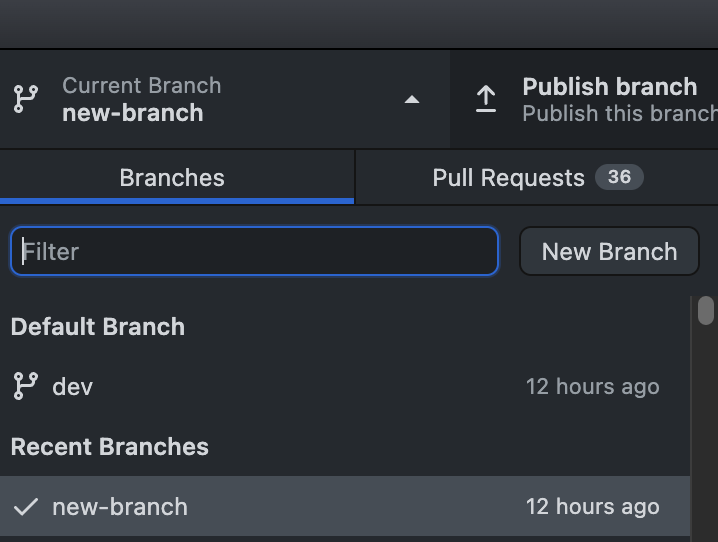 Current Branch
new-branch
Publish branch
Publish this branch
Branches
Pull Requests 36
Filter
New Branch
Default Branch
dev 12 hours ago
Recent Branches
new-branch 12 hours ago